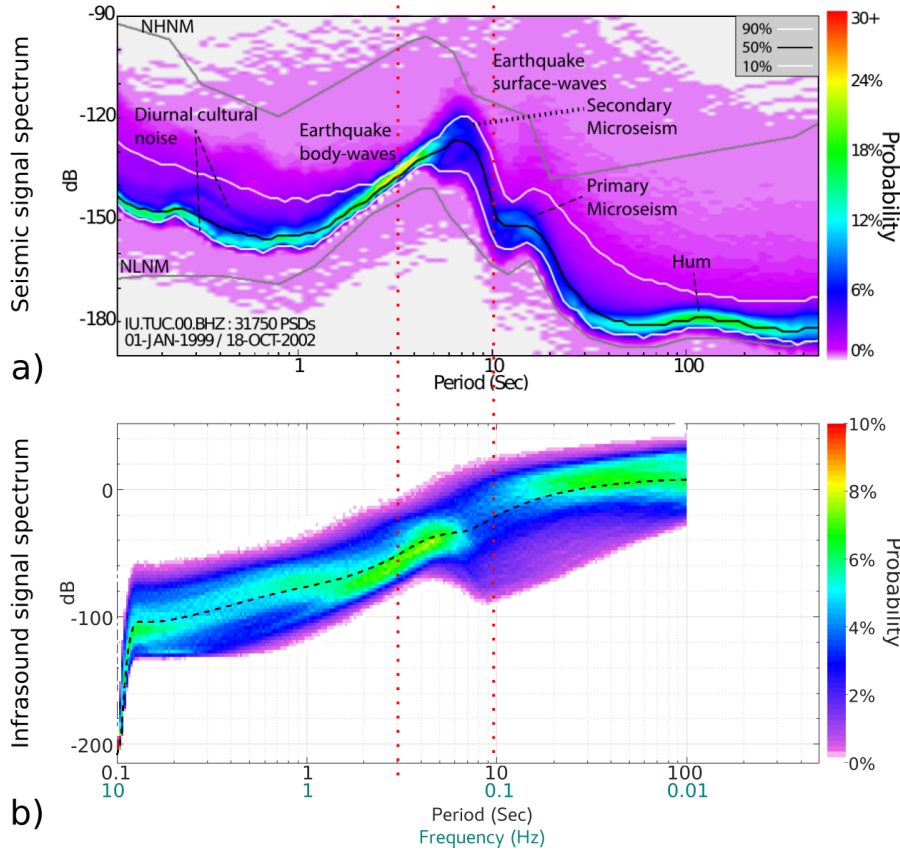 Seismic signal spectrum
dB
-90
-120
-150
-180
NHNM
Diurnal cultural
noise
Earthquake
body-waves
Earthquake
surface-waves
Secondary
Microseism
Primary
Microseism
Hum
NLNM
90%
50%
10%
IU.TUC.00.BHZ : 31750 PSDs
01-JAN-1999 / 18-OCT-2002
1
10
100
Period (Sec)
30+
24%
18%
12%
6%
0%
Probability
a)
Infrasound signal spectrum
dB
0
-100
-200
0.1
1
10
100
10
1
0.1
0.01
Period (Sec)
Frequency (Hz)
10%
8%
6%
4%
2%
0%
Probability
b)